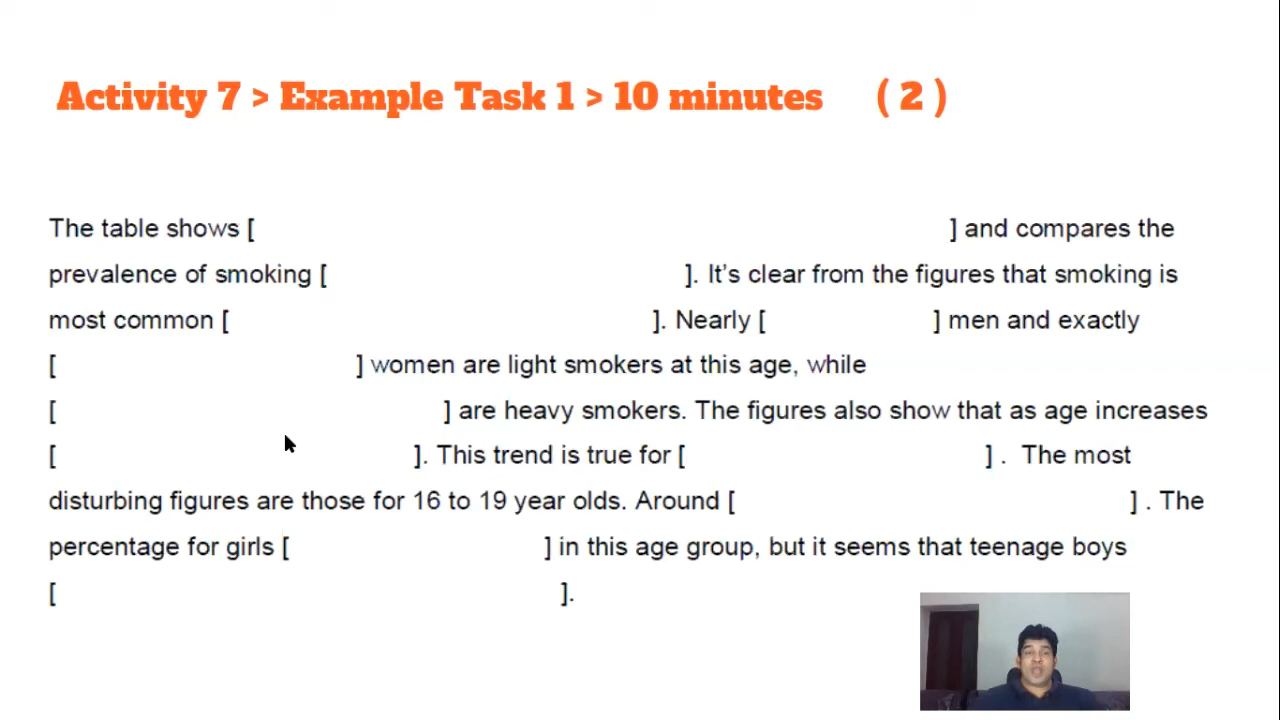 Activity 7 > Example Task 1 > 10 minutes ( 2 )
The table shows [ ] and compares the
prevalence of smoking [ ]. It's clear from the figures that smoking is
most common [ ]. Nearly [ ] men and exactly
[ ] women are light smokers at this age, while
[ ] are heavy smokers. The figures also show that as age increases
[ ]. This trend is true for [ ] . The most
disturbing figures are those for 16 to 19 year olds. Around [ ] . The
percentage for girls [ ] in this age group, but it seems that teenage boys
[ ].